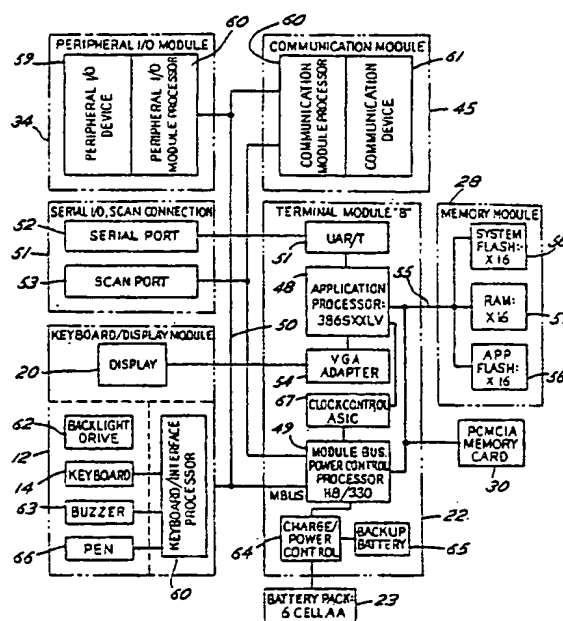 59
PERIPHERAL I/O MODULE
60
PERIPHERAL I/O DEVICE
PERIPHERAL I/O MODULE PROCESSOR
34
60
COMMUNICATION MODULE
61
COMMUNICATION MODULE PROCESSOR
COMMUNICATION DEVICE
45
SERIAL I/O, SCAN CONNECTION
52
SERIAL PORT
51
53
SCAN PORT
50
KEYBOARD/DISPLAY MODULE
20
DISPLAY
62
BACKLIGHT
DRIVE
12
KEYBOARD
14
BUZZER
63
PEN
66
KEYBOARD/INTERFACE PROCESSOR
60
TERMINAL MODULE "B"
UAR/T
51
48
APPLICATION
PROCESSOR:
386SXXLV
55
VGA
ADAPTER
54
67
CLOCKCONTROL
ASIC
49
MODULE BUS,
POWER CONTROL
PROCESSOR
H8/330
MBUS
22
64
CHARGE/
POWER
CONTROL
BACKUP
BATTERY
65
BATTERY PACK:
6 CELL AA
23
28
MEMORY MODULE
SYSTEM
FLASH:
X 16
RAM:
X16
APP
FLASH:
X 16
56
PCMCIA
MEMORY
CARD
30